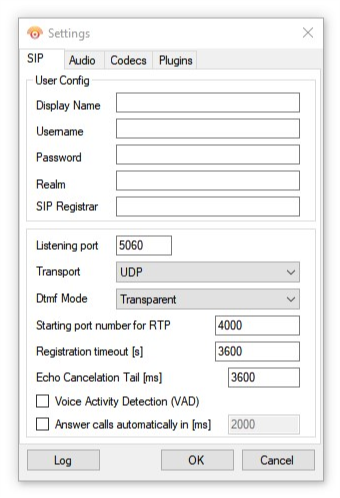 Settings
SIP Audio Codecs Plugins
User Config
Display Name
Username
Password
Realm
SIP Registrar
Listening port 5060
Transport UDP
Dtmf Mode Transparent
Starting port number for RTP 4000
Registration timeout [s] 3600
Echo Cancelation Tail [ms] 3600
Voice Activity Detection (VAD)
Answer calls automatically in [ms] 2000
Log OK Cancel